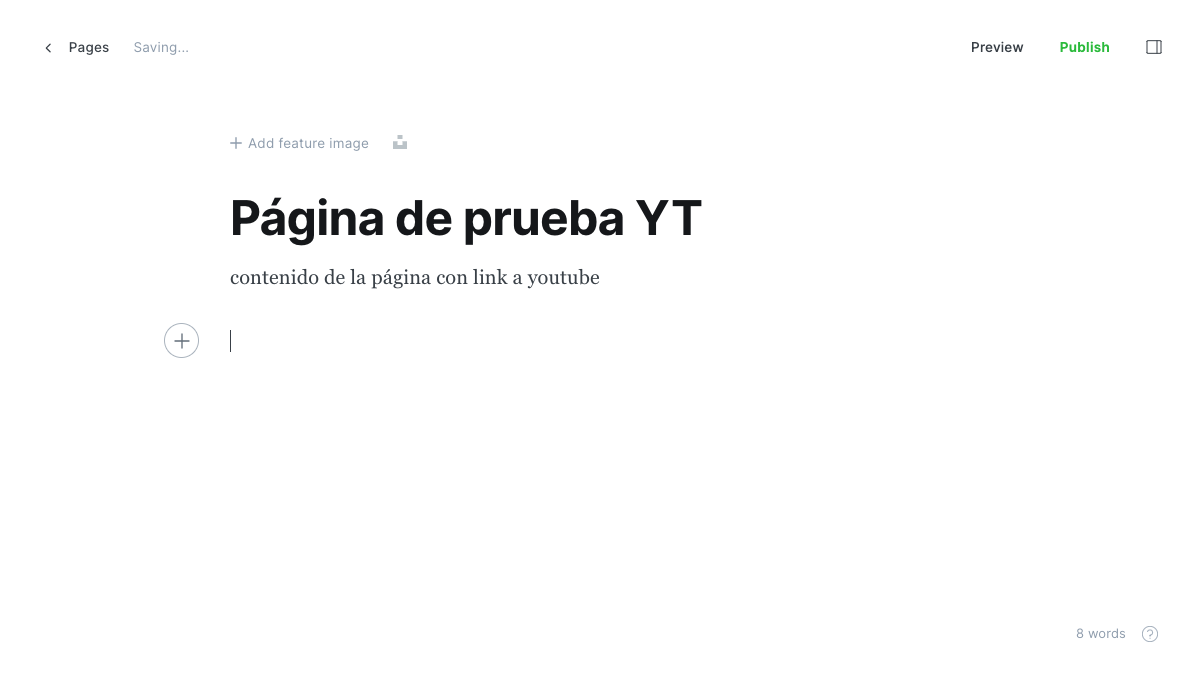 Pages
Saving...
Preview
Publish
Add feature image
Página de prueba YT
contenido de la página con link a youtube
8 words